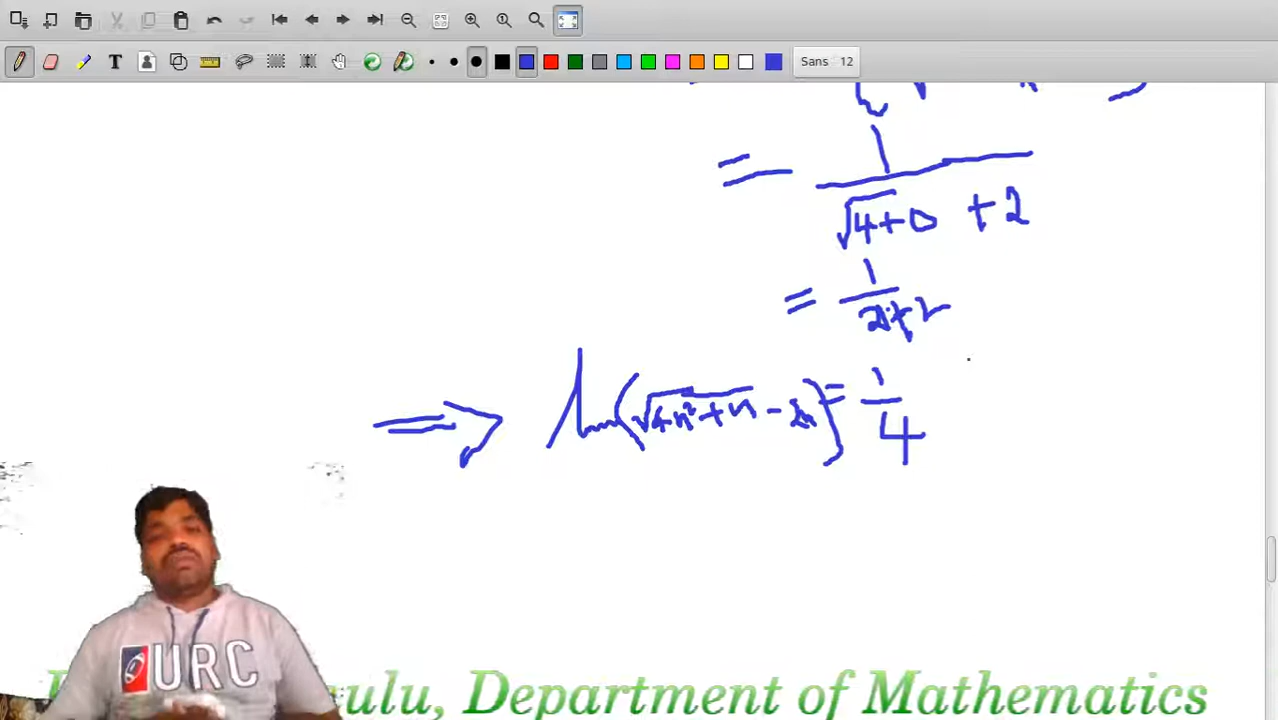 Sans 12
= 1/(√4+0 + 2)
= 1/(2+2)
⟹ lim(√4n²+n - 2n) = 1/4
URC
ulu, Department of Mathematics